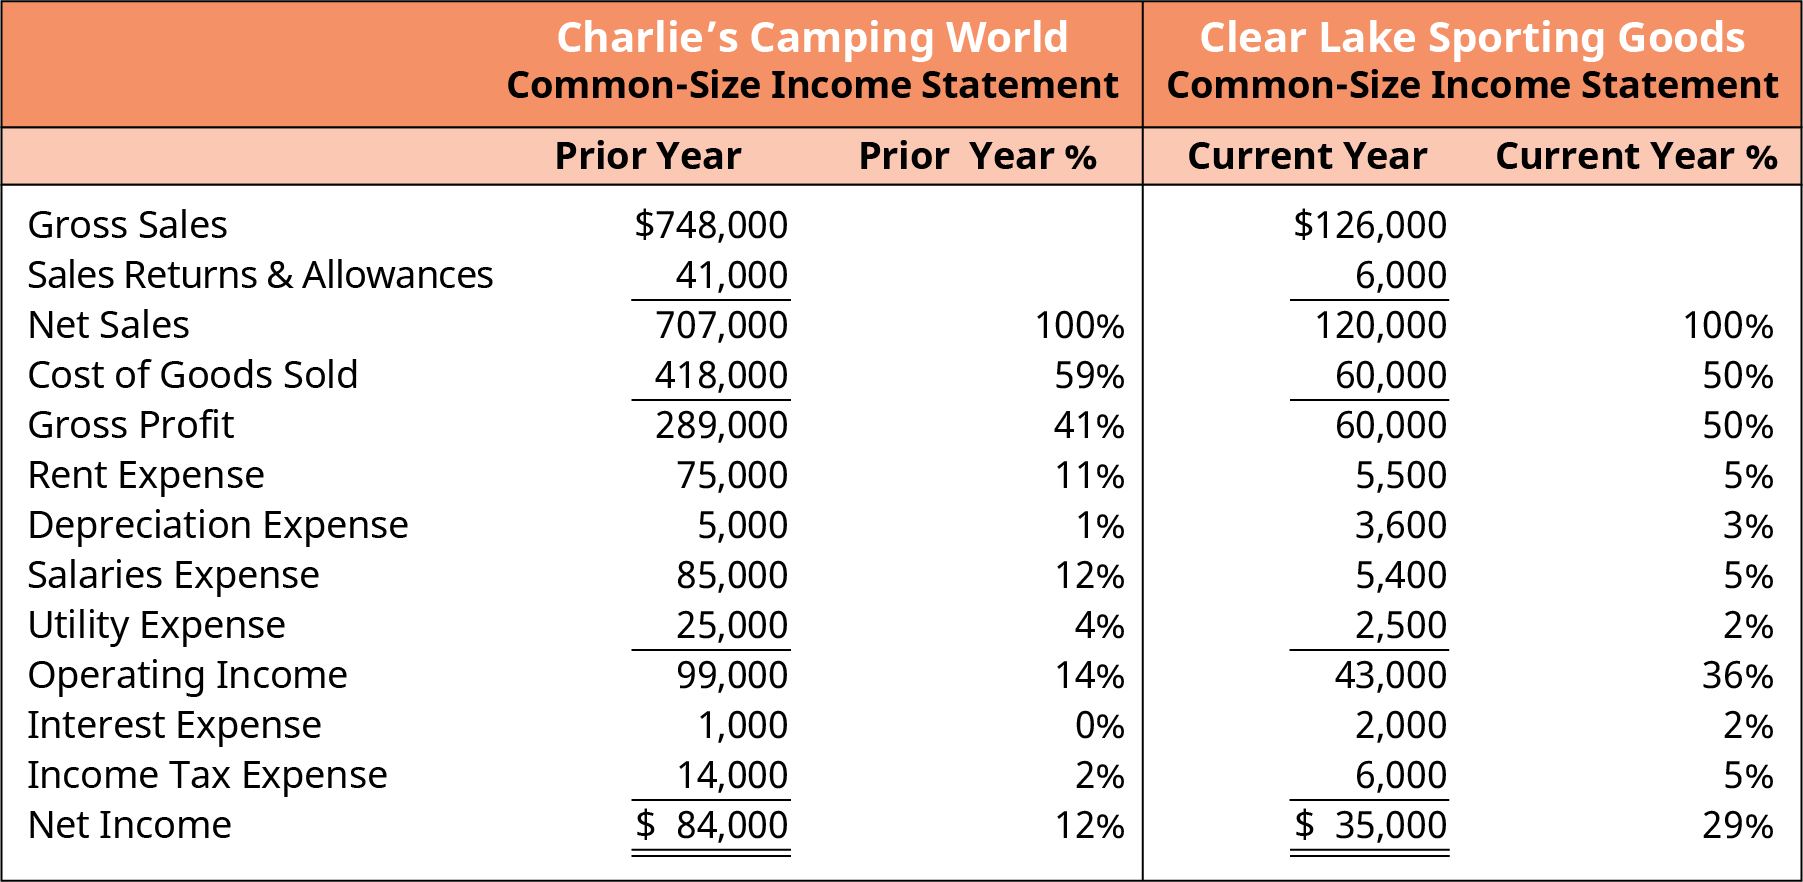 Charlie’s Camping World Clear Lake Sporting Goods
Common-Size Income Statement Common-Size Income Statement
Prior Year Prior Year % Current Year Current Year %
Gross Sales $748,000 $126,000
Sales Returns & Allowances 41,000 6,000
Net Sales 707,000 100% 120,000 100%
Cost of Goods Sold 418,000 59% 60,000 50%
Gross Profit 289,000 41% 60,000 50%
Rent Expense 75,000 11% 5,500 5%
Depreciation Expense 5,000 1% 3,600 3%
Salaries Expense 85,000 12% 5,400 5%
Utility Expense 25,000 4% 2,500 2%
Operating Income 99,000 14% 43,000 36%
Interest Expense 1,000 0% 2,000 2%
Income Tax Expense 14,000 2% 6,000 5%
Net Income $ 84,000 12% $ 35,000 29%